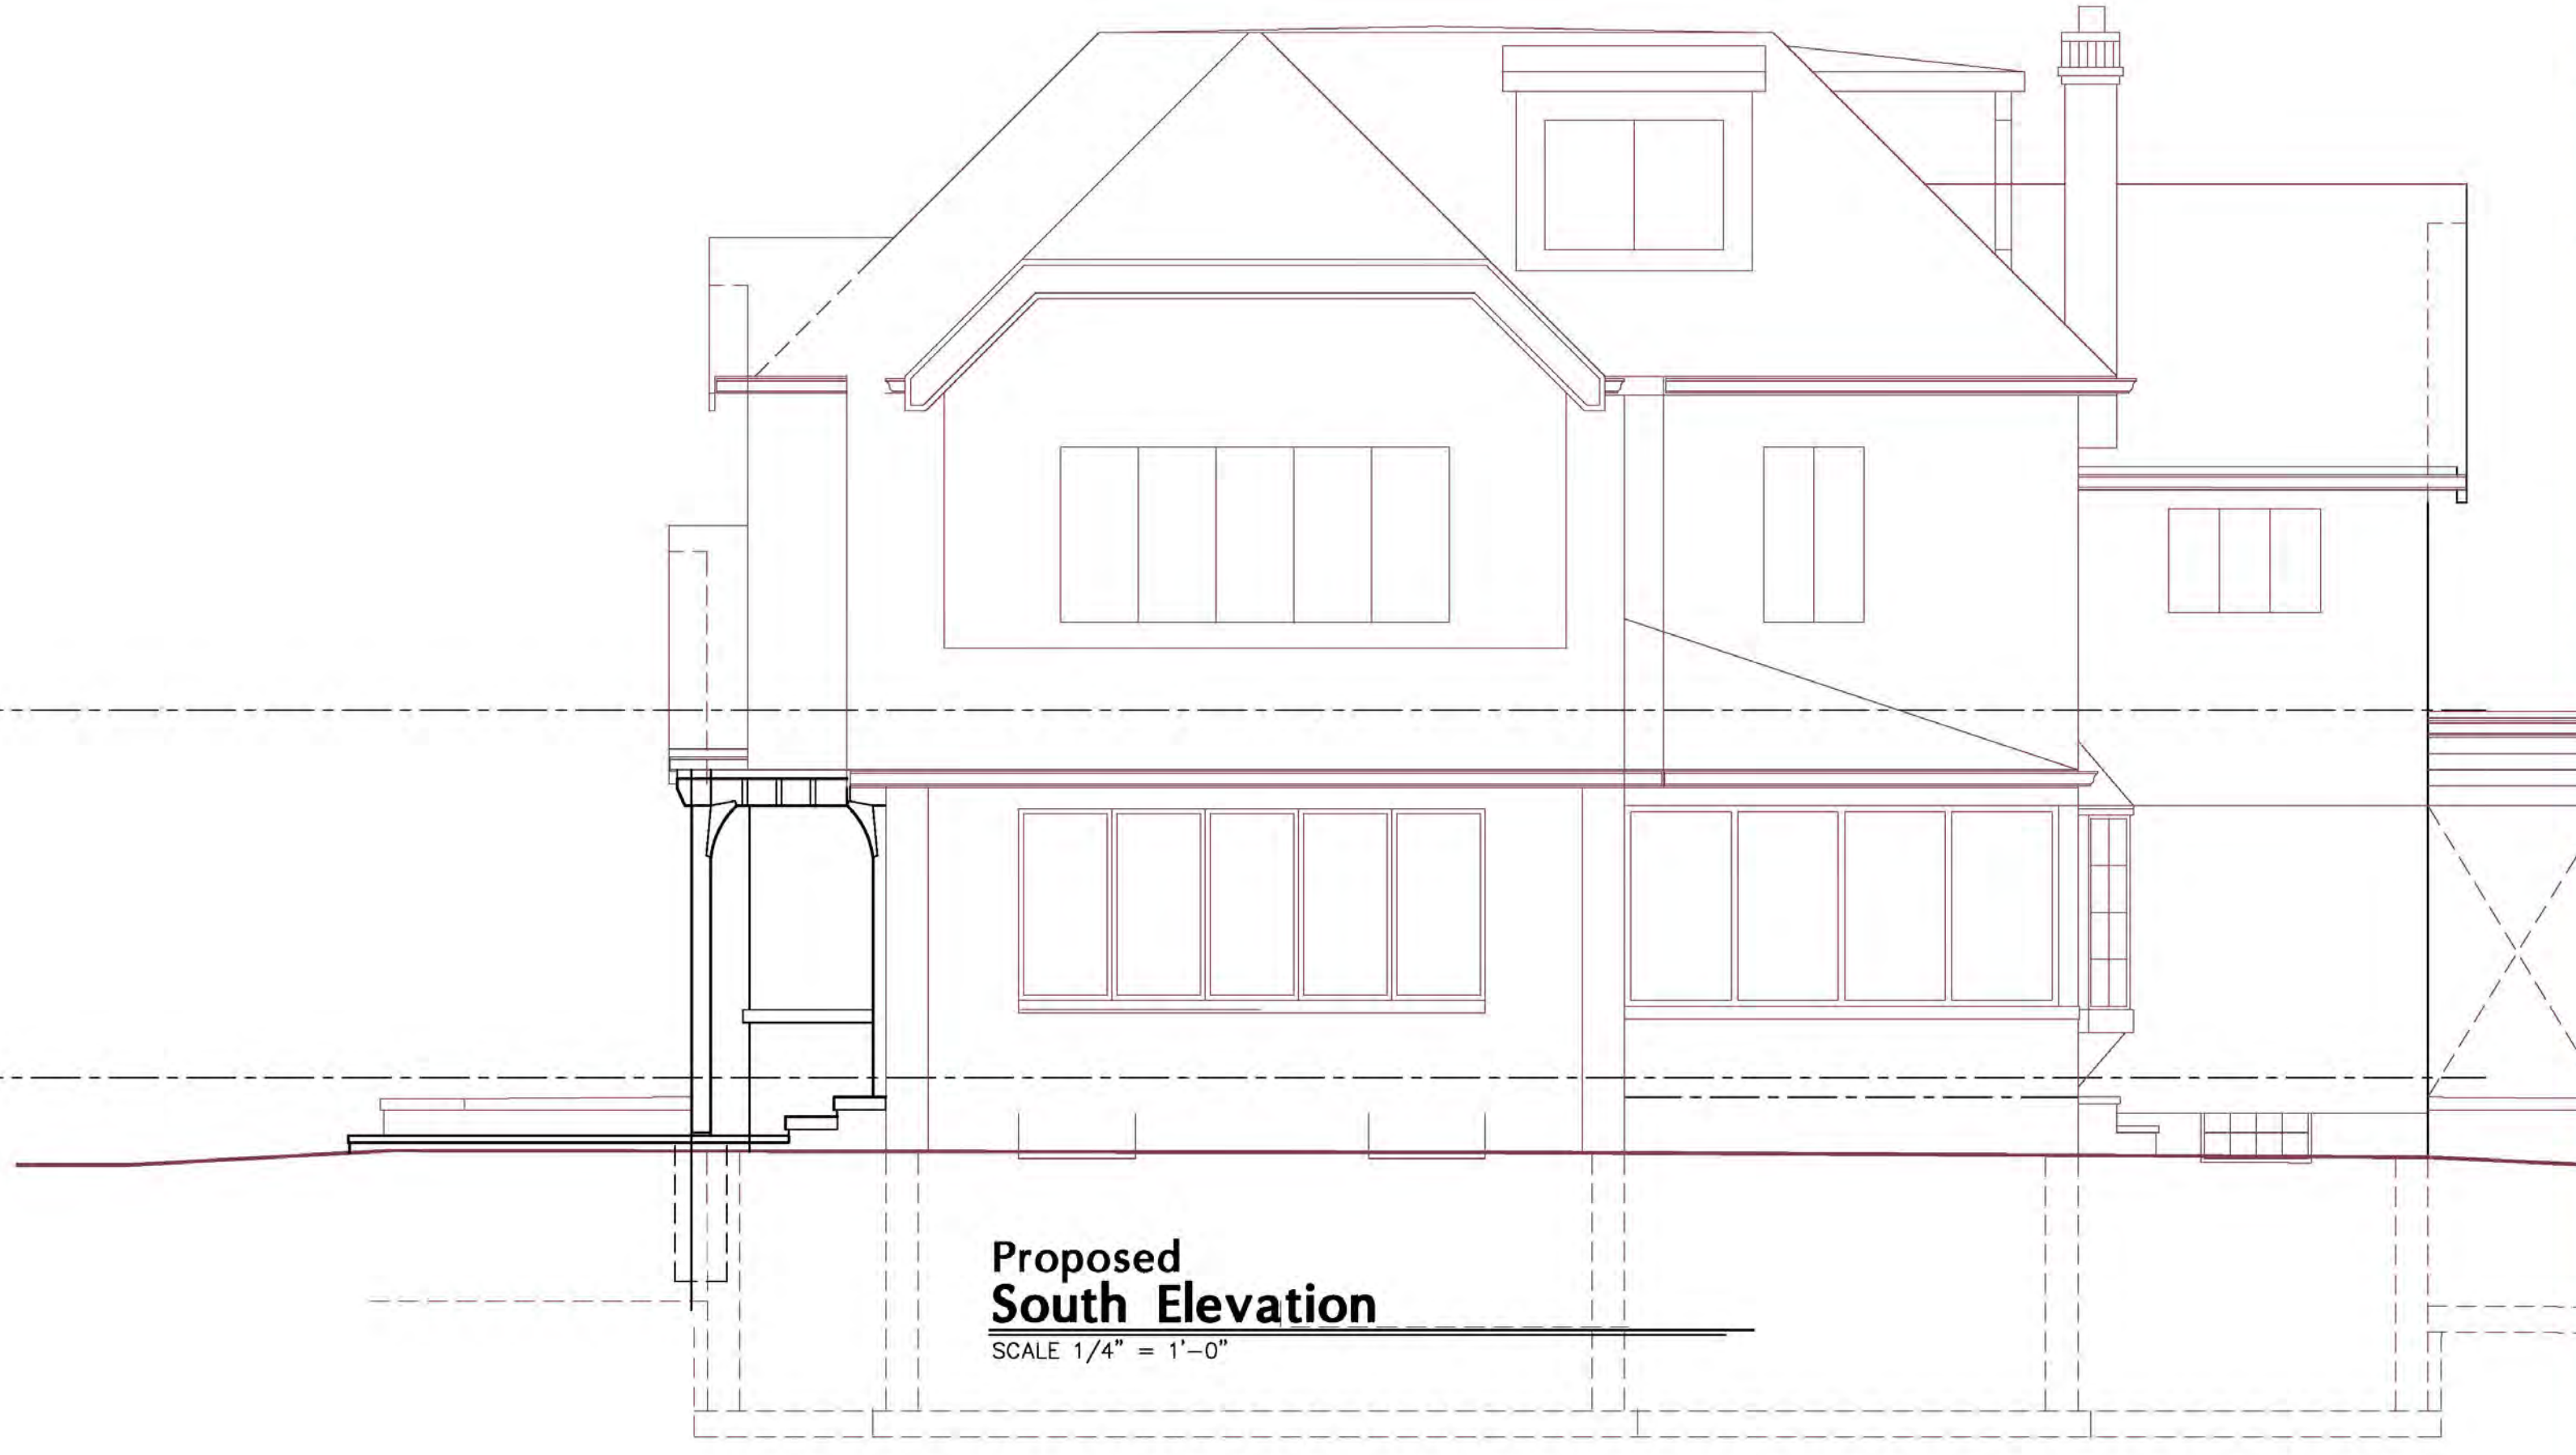 Proposed
South Elevation
SCALE 1/4" = 1'-0"